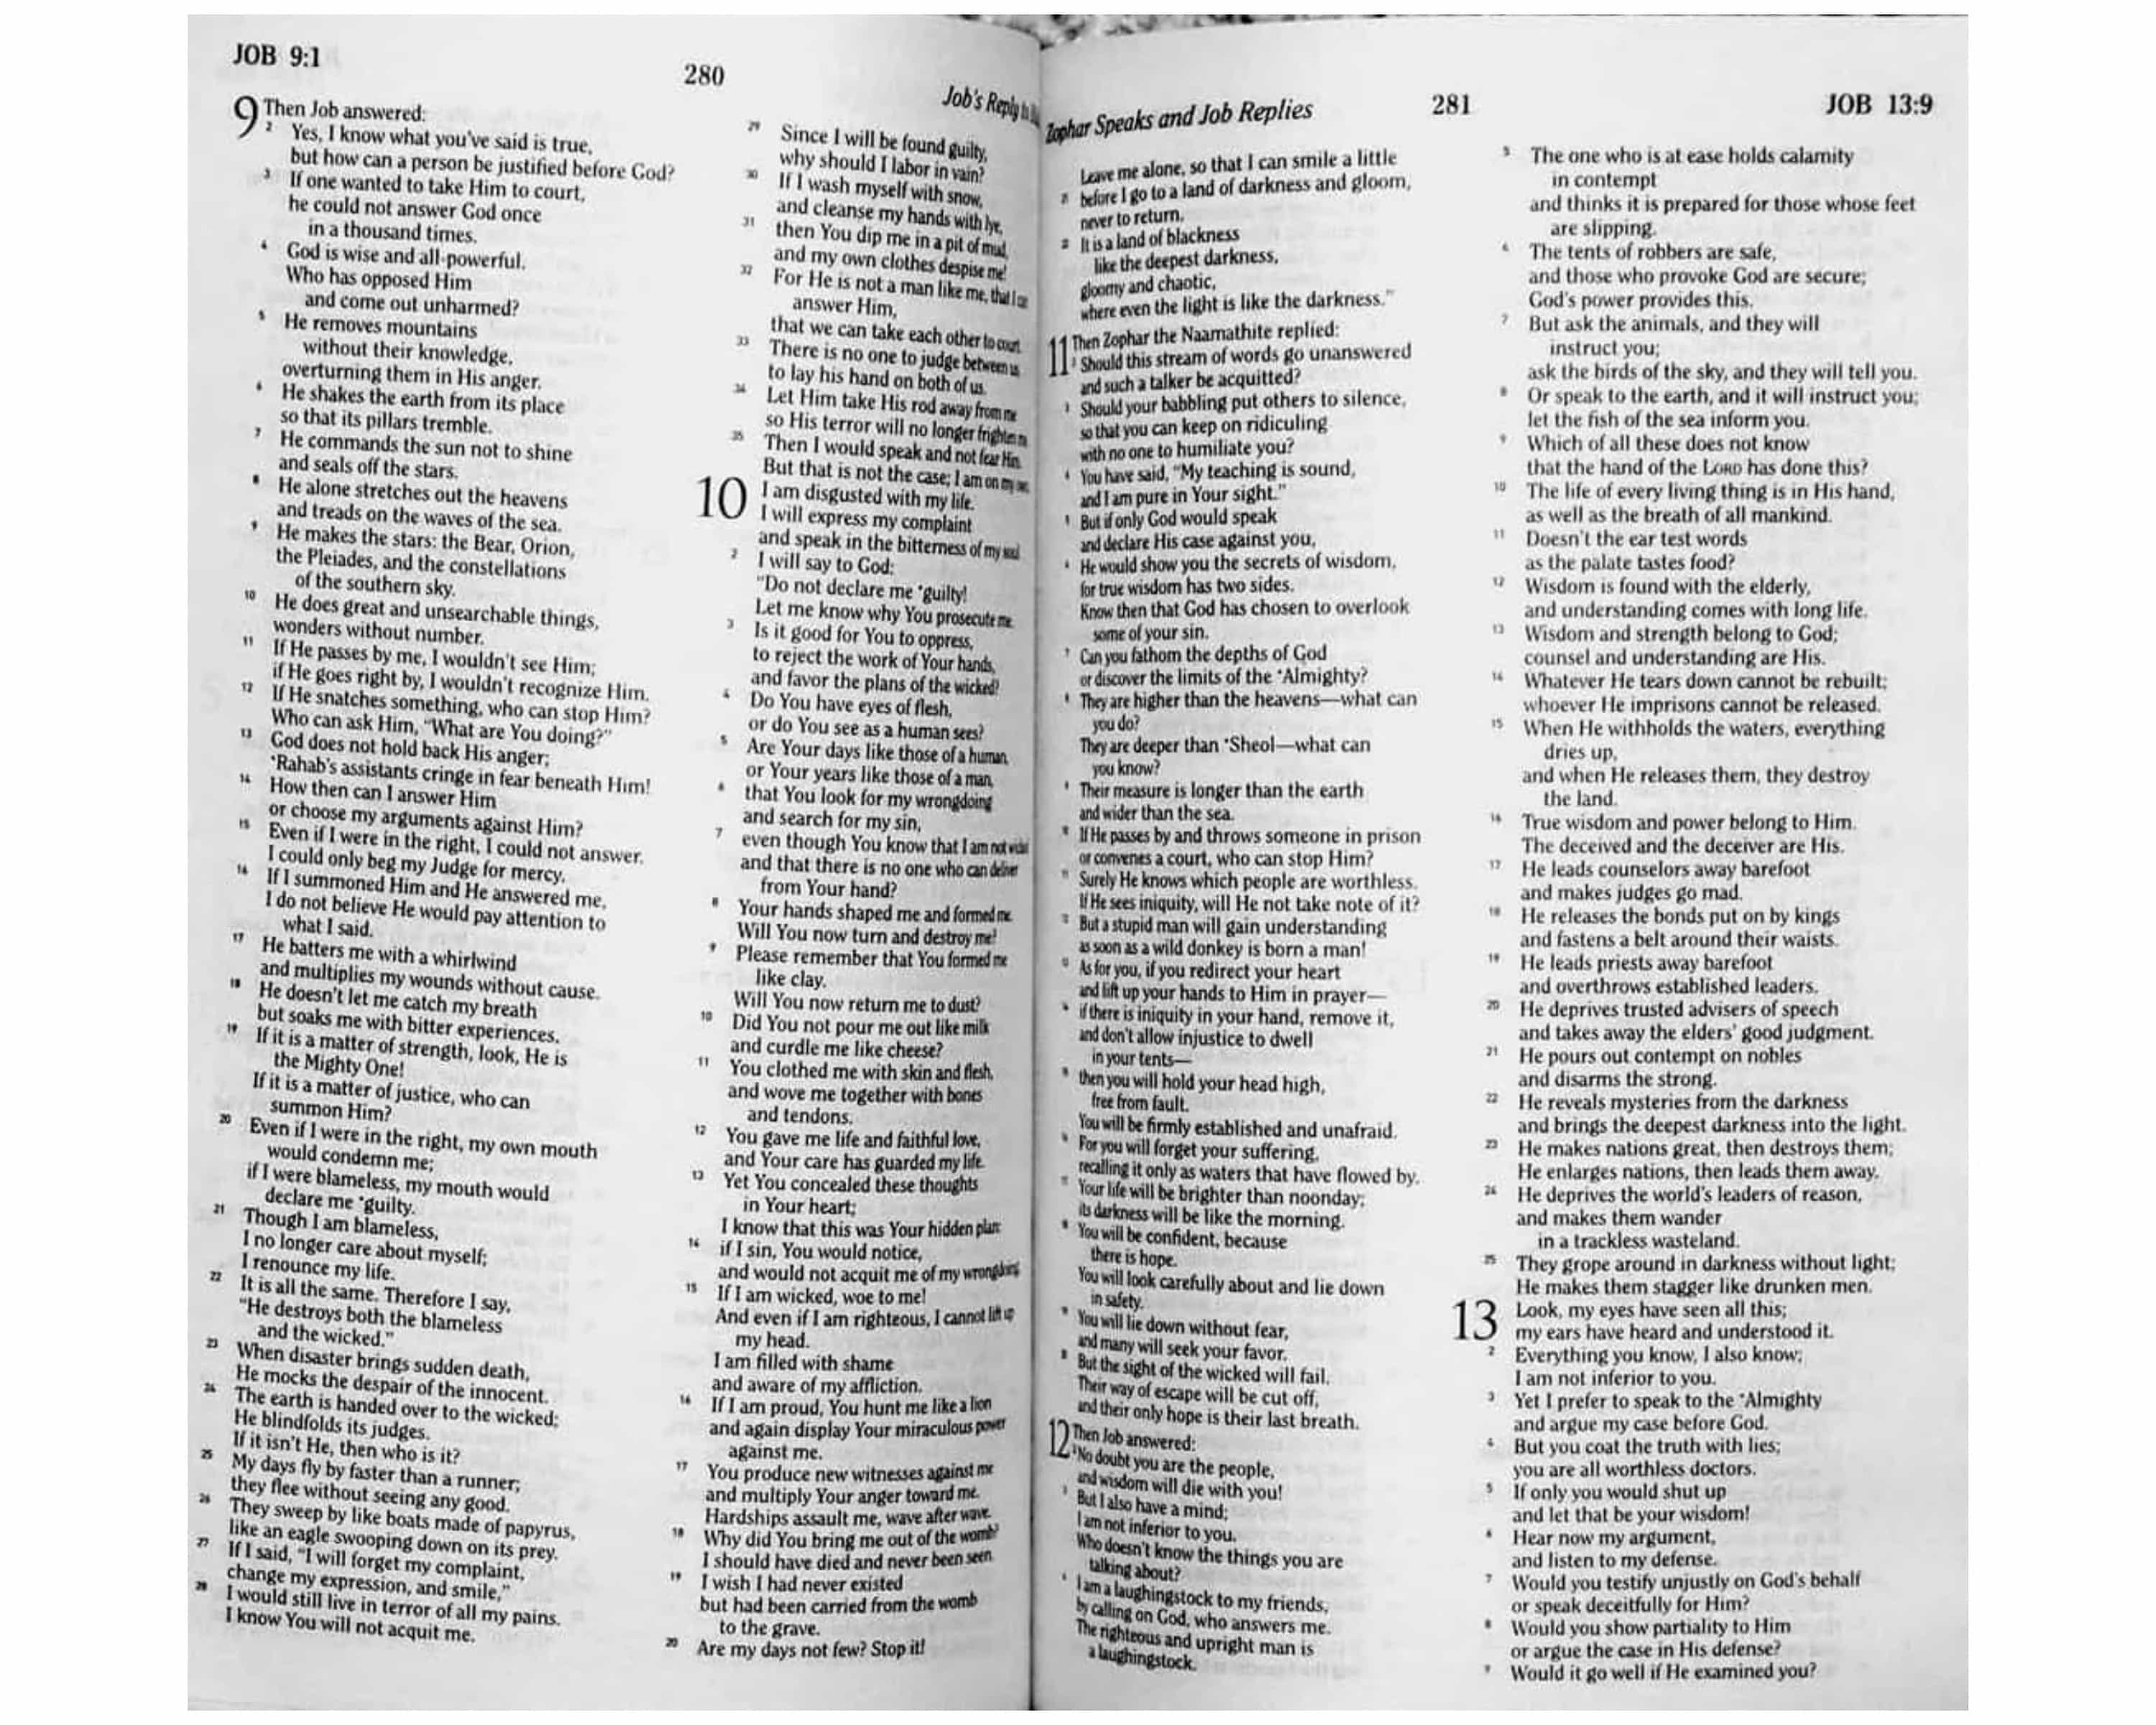 JOB 9:1
280
Job's Reply to
9 Then Job answered:
2 Yes, I know what you've said is true,
but how can a person be justified before God?
3 If one wanted to take Him to court,
he could not answer God once
in a thousand times.
4 God is wise and all-powerful.
Who has opposed Him
and come out unharmed?
5 He removes mountains
without their knowledge,
overturning them in His anger.
6 He shakes the earth from its place
so that its pillars tremble.
7 He commands the sun not to shine
and seals off the stars.
8 He alone stretches out the heavens
and treads on the waves of the sea.
9 He makes the stars: the Bear, Orion,
the Pleiades, and the constellations
of the southern sky.
10 He does great and unsearchable things,
wonders without number.
11 If He passes by me, I wouldn't see Him;
if He goes right by, I wouldn't recognize Him.
12 If He snatches something, who can stop Him?
Who can ask Him, "What are You doing?"
13 God does not hold back His anger;
*Rahab's assistants cringe in fear beneath Him!
14 How then can I answer Him
or choose my arguments against Him?
15 Even if I were in the right, I could not answer.
I could only beg my Judge for mercy.
16 If I summoned Him and He answered me,
I do not believe He would pay attention to
what I said.
17 He batters me with a whirlwind
and multiplies my wounds without cause.
18 He doesn't let me catch my breath
but soaks me with bitter experiences.
19 If it is a matter of strength, look, He is
the Mighty One!
If it is a matter of justice, who can
summon Him?
20 Even if I were in the right, my own mouth
would condemn me;
if I were blameless, my mouth would
declare me *guilty.
21 Though I am blameless,
I no longer care about myself;
I renounce my life.
22 It is all the same. Therefore I say,
"He destroys both the blameless
and the wicked."
23 When disaster brings sudden death,
He mocks the despair of the innocent.
24 The earth is handed over to the wicked;
He blindfolds its judges.
If it isn't He, then who is it?
25 My days fly by faster than a runner;
they flee without seeing any good.
26 They sweep by like boats made of papyrus,
like an eagle swooping down on its prey.
27 If I said, "I will forget my complaint,
change my expression, and smile,"
28 I would still live in terror of all my pains.
I know You will not acquit me.
29 Since I will be found guilty,
why should I labor in vain?
30 If I wash myself with snow,
and cleanse my hands with lye,
31 then You dip me in a pit of mud,
and my own clothes despise me!
32 For He is not a man like me, that I can
answer Him,
that we can take each other to court.
33 There is no one to judge between us,
to lay his hand on both of us.
34 Let Him take His rod away from me
so His terror will no longer frighten me.
35 Then I would speak and not fear Him.
But that is not the case; I am on my own.
10 I am disgusted with my life.
I will express my complaint
and speak in the bitterness of my soul.
2 I will say to God:
"Do not declare me *guilty!
Let me know why You prosecute me.
3 Is it good for You to oppress,
to reject the work of Your hands,
and favor the plans of the wicked?
4 Do You have eyes of flesh,
or do You see as a human sees?
5 Are Your days like those of a human,
or Your years like those of a man,
6 that You look for my wrongdoing
and search for my sin,
7 even though You know that I am not wicked
and that there is no one who can deliver
from Your hand?
8 Your hands shaped me and formed me.
Will You now turn and destroy me?
9 Please remember that You formed me
like clay.
Will You now return me to dust?
10 Did You not pour me out like milk
and curdle me like cheese?
11 You clothed me with skin and flesh,
and wove me together with bones
and tendons.
12 You gave me life and faithful love,
and Your care has guarded my life.
13 Yet You concealed these thoughts
in Your heart;
I know that this was Your hidden plan:
14 if I sin, You would notice,
and would not acquit me of my wrongdoing.
15 If I am wicked, woe to me!
And even if I am righteous, I cannot lift up
my head.
I am filled with shame
and aware of my affliction.
16 If I am proud, You hunt me like a lion
and again display Your miraculous power
against me.
17 You produce new witnesses against me
and multiply Your anger toward me.
Hardships assault me, wave after wave.
18 Why did You bring me out of the womb?
I should have died and never been seen.
19 I wish I had never existed
but had been carried from the womb
to the grave.
20 Are my days not few? Stop it!
Zophar Speaks and Job Replies
281
JOB 13:9
Leave me alone, so that I can smile a little
21 before I go to a land of darkness and gloom,
never to return.
22 It is a land of blackness
like the deepest darkness,
gloomy and chaotic,
where even the light is like the darkness."
11 Then Zophar the Naamathite replied:
2 Should this stream of words go unanswered
and such a talker be acquitted?
3 Should your babbling put others to silence,
so that you can keep on ridiculing
with no one to humiliate you?
4 You have said, "My teaching is sound,
and I am pure in Your sight."
5 But if only God would speak
and declare His case against you,
6 He would show you the secrets of wisdom,
for true wisdom has two sides.
Know then that God has chosen to overlook
some of your sin.
7 Can you fathom the depths of God
or discover the limits of the *Almighty?
8 They are higher than the heavens—what can
you do?
They are deeper than *Sheol—what can
you know?
9 Their measure is longer than the earth
and wider than the sea.
10 If He passes by and throws someone in prison
or convenes a court, who can stop Him?
11 Surely He knows which people are worthless.
If He sees iniquity, will He not take note of it?
12 But a stupid man will gain understanding
as soon as a wild donkey is born a man!
13 As for you, if you redirect your heart
and lift up your hands to Him in prayer—
14 if there is iniquity in your hand, remove it,
and don't allow injustice to dwell
in your tents—
15 then you will hold your head high,
free from fault.
You will be firmly established and unafraid.
16 For you will forget your suffering,
recalling it only as waters that have flowed by.
17 Your life will be brighter than noonday;
its darkness will be like the morning.
18 You will be confident, because
there is hope.
You will look carefully about and lie down
in safety.
19 You will lie down without fear,
and many will seek your favor.
20 But the sight of the wicked will fail.
Their way of escape will be cut off,
and their only hope is their last breath.
12 Then Job answered:
2 No doubt you are the people,
and wisdom will die with you!
3 But I also have a mind;
I am not inferior to you.
Who doesn't know the things you are
talking about?
4 I am a laughingstock to my friends,
by calling on God, who answers me.
The righteous and upright man is
a laughingstock.
5 The one who is at ease holds calamity
in contempt
and thinks it is prepared for those whose feet
are slipping.
6 The tents of robbers are safe,
and those who provoke God are secure;
God's power provides this.
7 But ask the animals, and they will
instruct you;
ask the birds of the sky, and they will tell you.
8 Or speak to the earth, and it will instruct you;
let the fish of the sea inform you.
9 Which of all these does not know
that the hand of the LORD has done this?
10 The life of every living thing is in His hand,
as well as the breath of all mankind.
11 Doesn't the ear test words
as the palate tastes food?
12 Wisdom is found with the elderly,
and understanding comes with long life.
13 Wisdom and strength belong to God;
counsel and understanding are His.
14 Whatever He tears down cannot be rebuilt;
whoever He imprisons cannot be released.
15 When He withholds the waters, everything
dries up,
and when He releases them, they destroy
the land.
16 True wisdom and power belong to Him.
The deceived and the deceiver are His.
17 He leads counselors away barefoot
and makes judges go mad.
18 He releases the bonds put on by kings
and fastens a belt around their waists.
19 He leads priests away barefoot
and overthrows established leaders.
20 He deprives trusted advisers of speech
and takes away the elders' good judgment.
21 He pours out contempt on nobles
and disarms the strong.
22 He reveals mysteries from the darkness
and brings the deepest darkness into the light.
23 He makes nations great, then destroys them;
He enlarges nations, then leads them away.
24 He deprives the world's leaders of reason,
and makes them wander
in a trackless wasteland.
25 They grope around in darkness without light;
He makes them stagger like drunken men.
13 Look, my eyes have seen all this;
my ears have heard and understood it.
2 Everything you know, I also know;
I am not inferior to you.
3 Yet I prefer to speak to the *Almighty
and argue my case before God.
4 But you coat the truth with lies;
you are all worthless doctors.
5 If only you would shut up
and let that be your wisdom!
6 Hear now my argument,
and listen to my defense.
7 Would you testify unjustly on God's behalf
or speak deceitfully for Him?
8 Would you show partiality to Him
or argue the case in His defense?
9 Would it go well if He examined you?